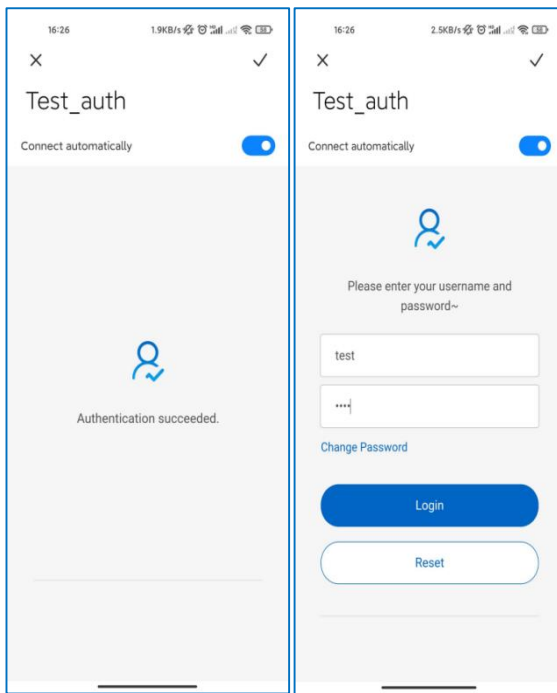 16:26
1.9KB/s
Test_auth
Connect automatically
Authentication succeeded.
16:26
2.5KB/s
Test_auth
Connect automatically
Please enter your username and
password~
test
••••
Change Password
Login
Reset